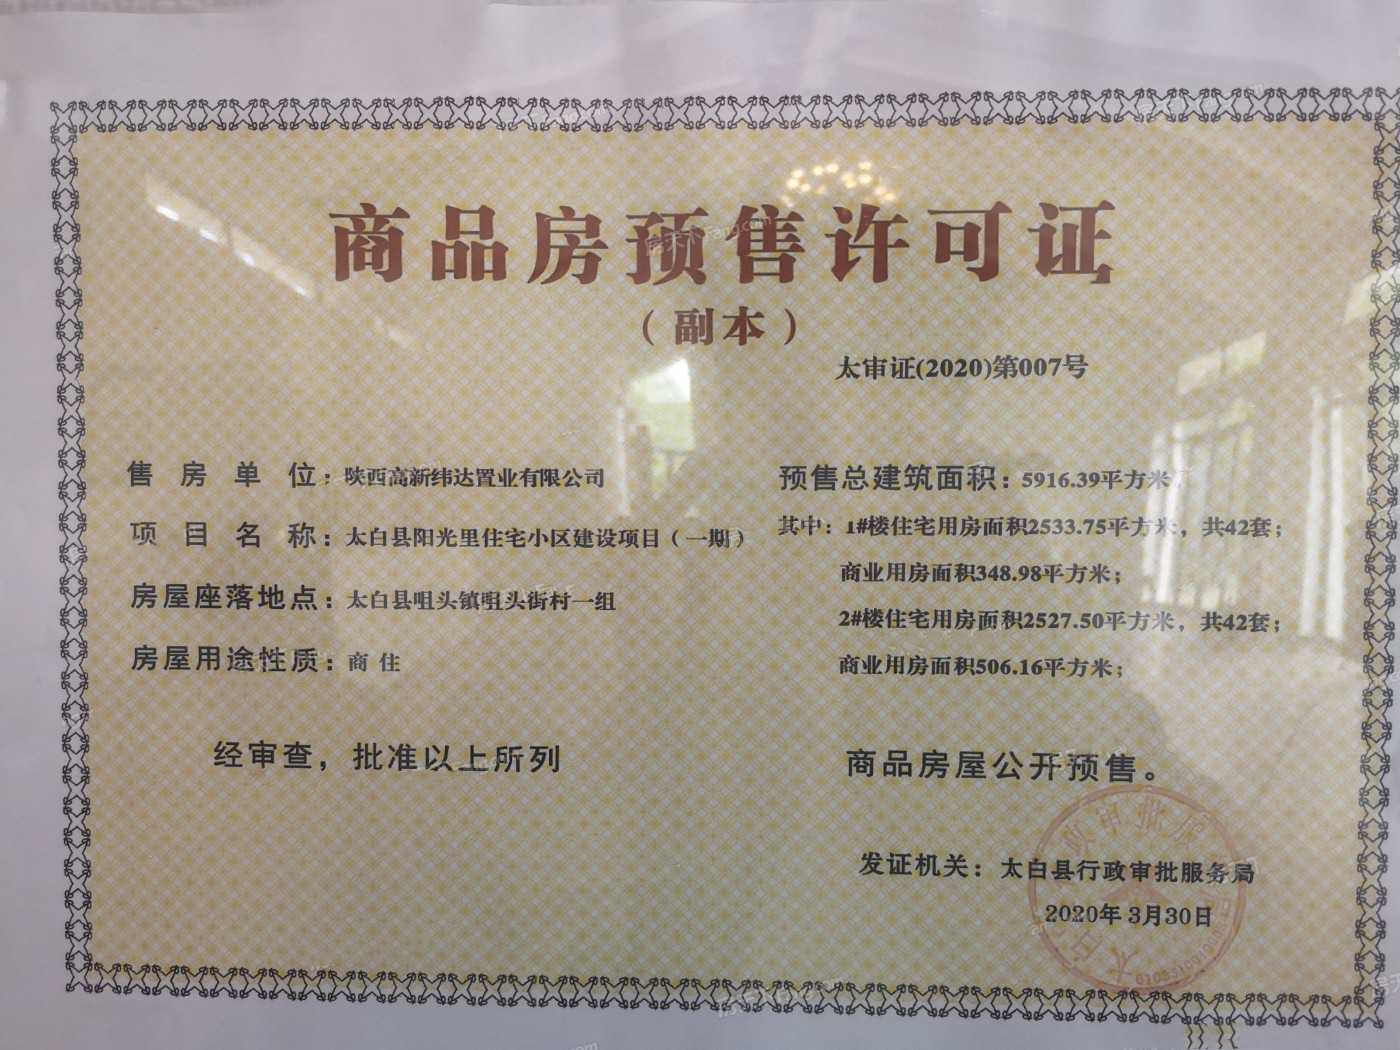 商品房预售许可证
（副本）
太审证(2020)第007号
售房单位：陕西高新纬达置业有限公司
项目名称：太白县阳光里住宅小区建设项目（一期）
房屋座落地点：太白县咀头镇咀头街村一组
房屋用途性质：商 住
预售总建筑面积：5916.39平方米
其中：1#楼住宅用房面积2533.75平方米，共42套；
商业用房面积348.98平方米；
2#楼住宅用房面积2527.50平方米，共42套；
商业用房面积506.16平方米；
经审查，批准以上所列
商品房屋公开预售。
发证机关：太白县行政审批服务局
2020年3月30日